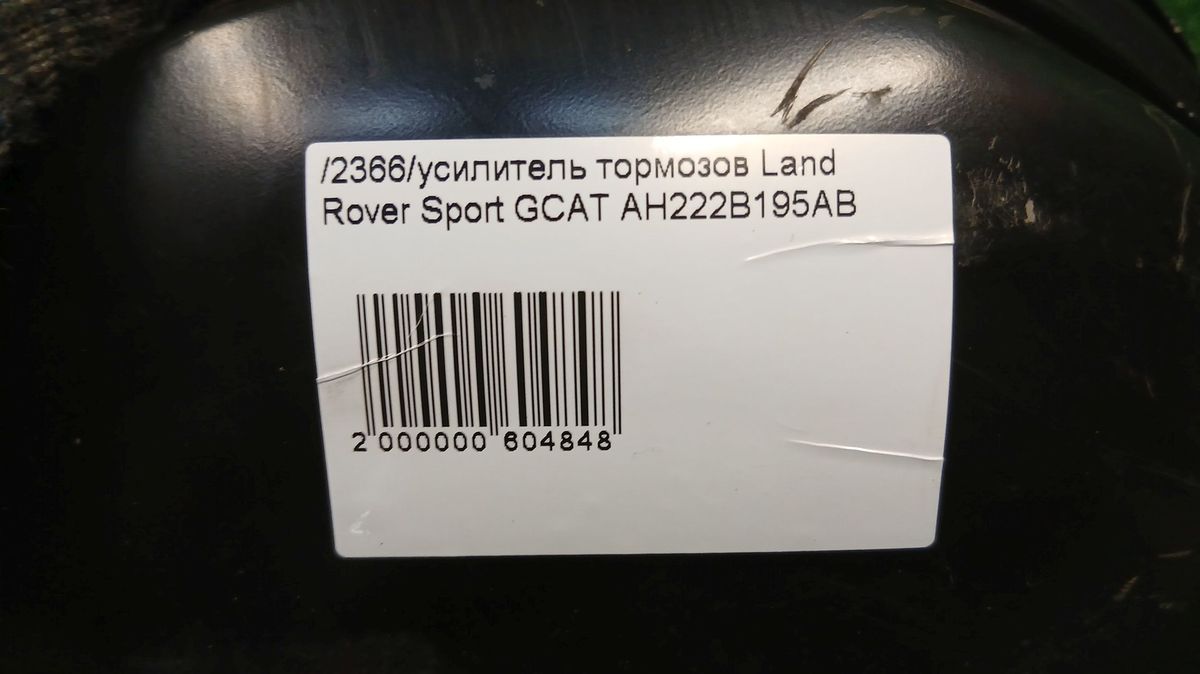 /2366/усилитель тормозов Land
Rover Sport GCAT AH222B195AB
2 000000 604848